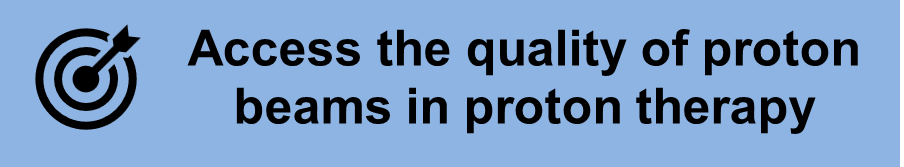 Access the quality of proton
beams in proton therapy